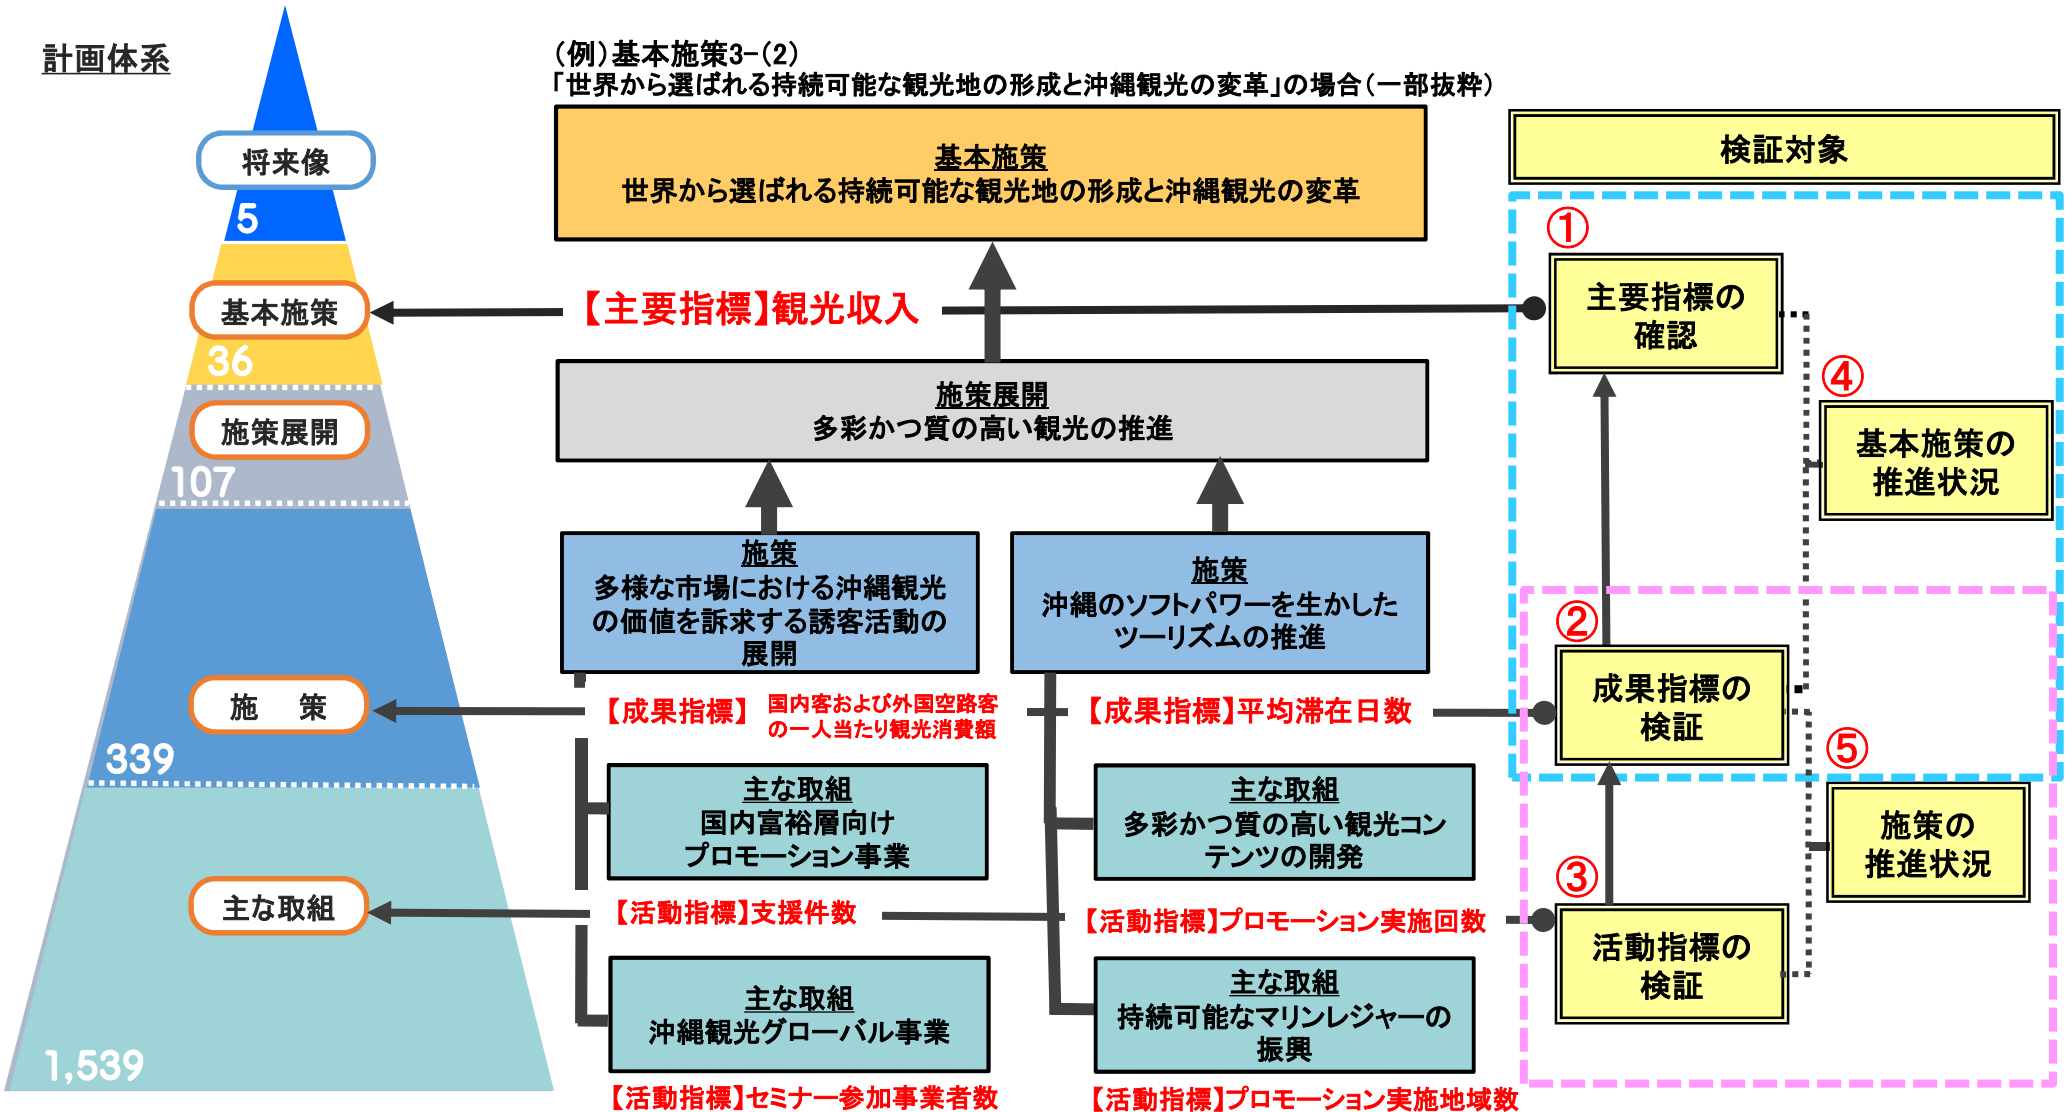 計画体系
将来像
5
基本施策
36
施策展開
107
施　策
339
主な取組
1,539
（例）基本施策3-（2）
「世界から選ばれる持続可能な観光地の形成と沖縄観光の変革」の場合（一部抜粋）
基本施策
世界から選ばれる持続可能な観光地の形成と沖縄観光の変革
【主要指標】観光収入
施策展開
多彩かつ質の高い観光の推進
施策
多様な市場における沖縄観光
の価値を訴求する誘客活動の
展開
施策
沖縄のソフトパワーを生かした
ツーリズムの推進
【成果指標】
国内客および外国空路客
の一人当たり観光消費額
【成果指標】平均滞在日数
主な取組
国内富裕層向け
プロモーション事業
主な取組
多彩かつ質の高い観光コン
テンツの開発
【活動指標】支援件数
【活動指標】プロモーション実施回数
主な取組
沖縄観光グローバル事業
主な取組
持続可能なマリンレジャーの
振興
【活動指標】セミナー参加事業者数
【活動指標】プロモーション実施地域数
検証対象
①
主要指標の
確認
④
基本施策の
推進状況
②
成果指標の
検証
⑤
施策の
推進状況
③
活動指標の
検証